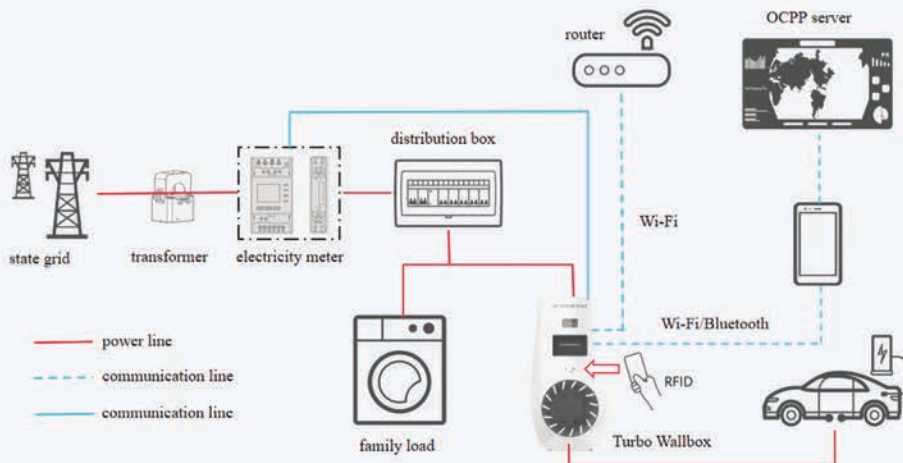 OCPP server
router
distribution box
Wi-Fi
state grid
transformer
electricity meter
Wi-Fi/Bluetooth
power line
communication line
RFID
communication line
family load
Turbo Wallbox